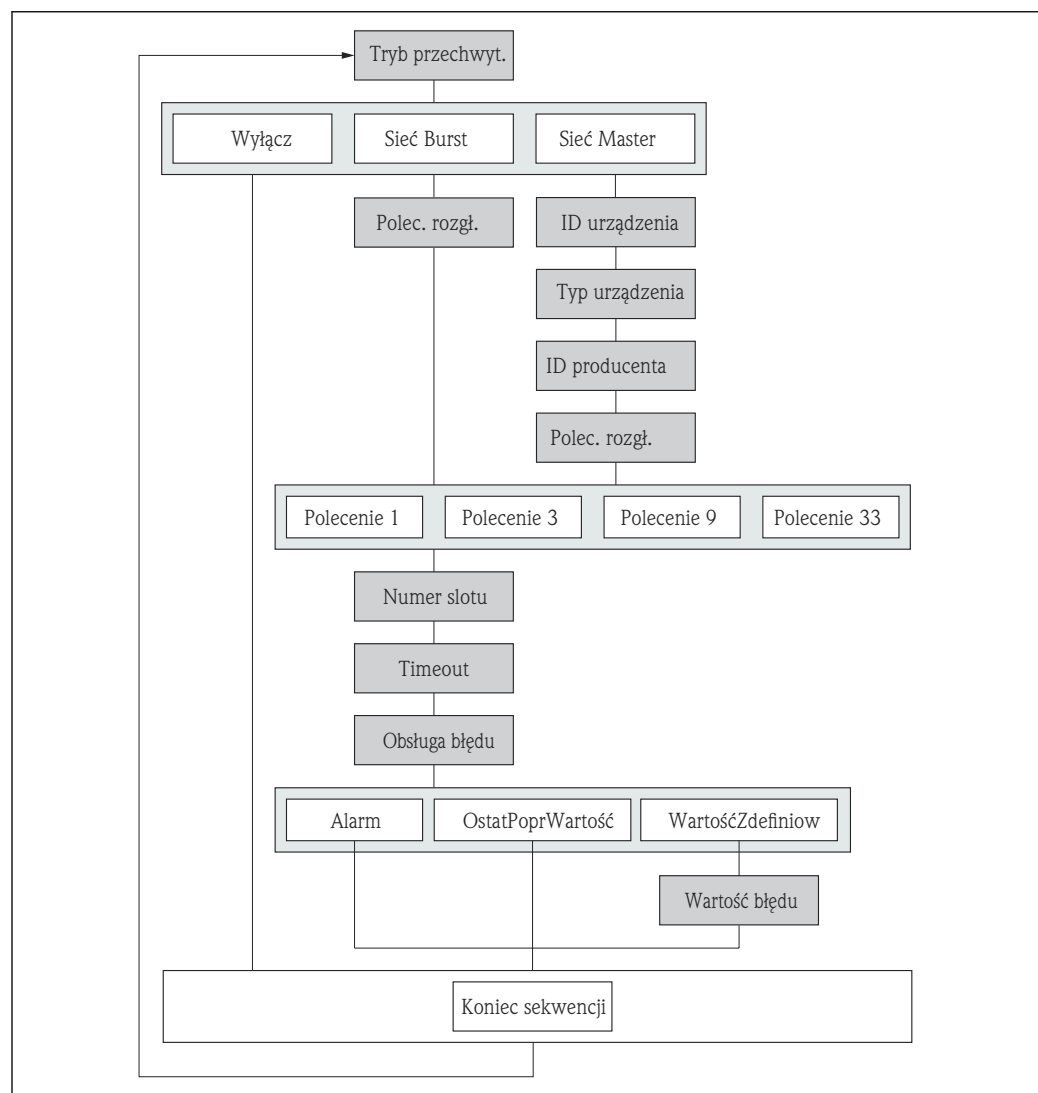 Tryb przechwyt.
Wyłącz
Sieć Burst
Sieć Master
Polec. rozgł.
ID urządzenia
Typ urządzenia
ID producenta
Polec. rozgł.
Polecenie 1
Polecenie 3
Polecenie 9
Polecenie 33
Numer slotu
Timeout
Obsługa błędu
Alarm
OstatPoprWartość
WartośćZdefiniow
Wartość błędu
Koniec sekwencji